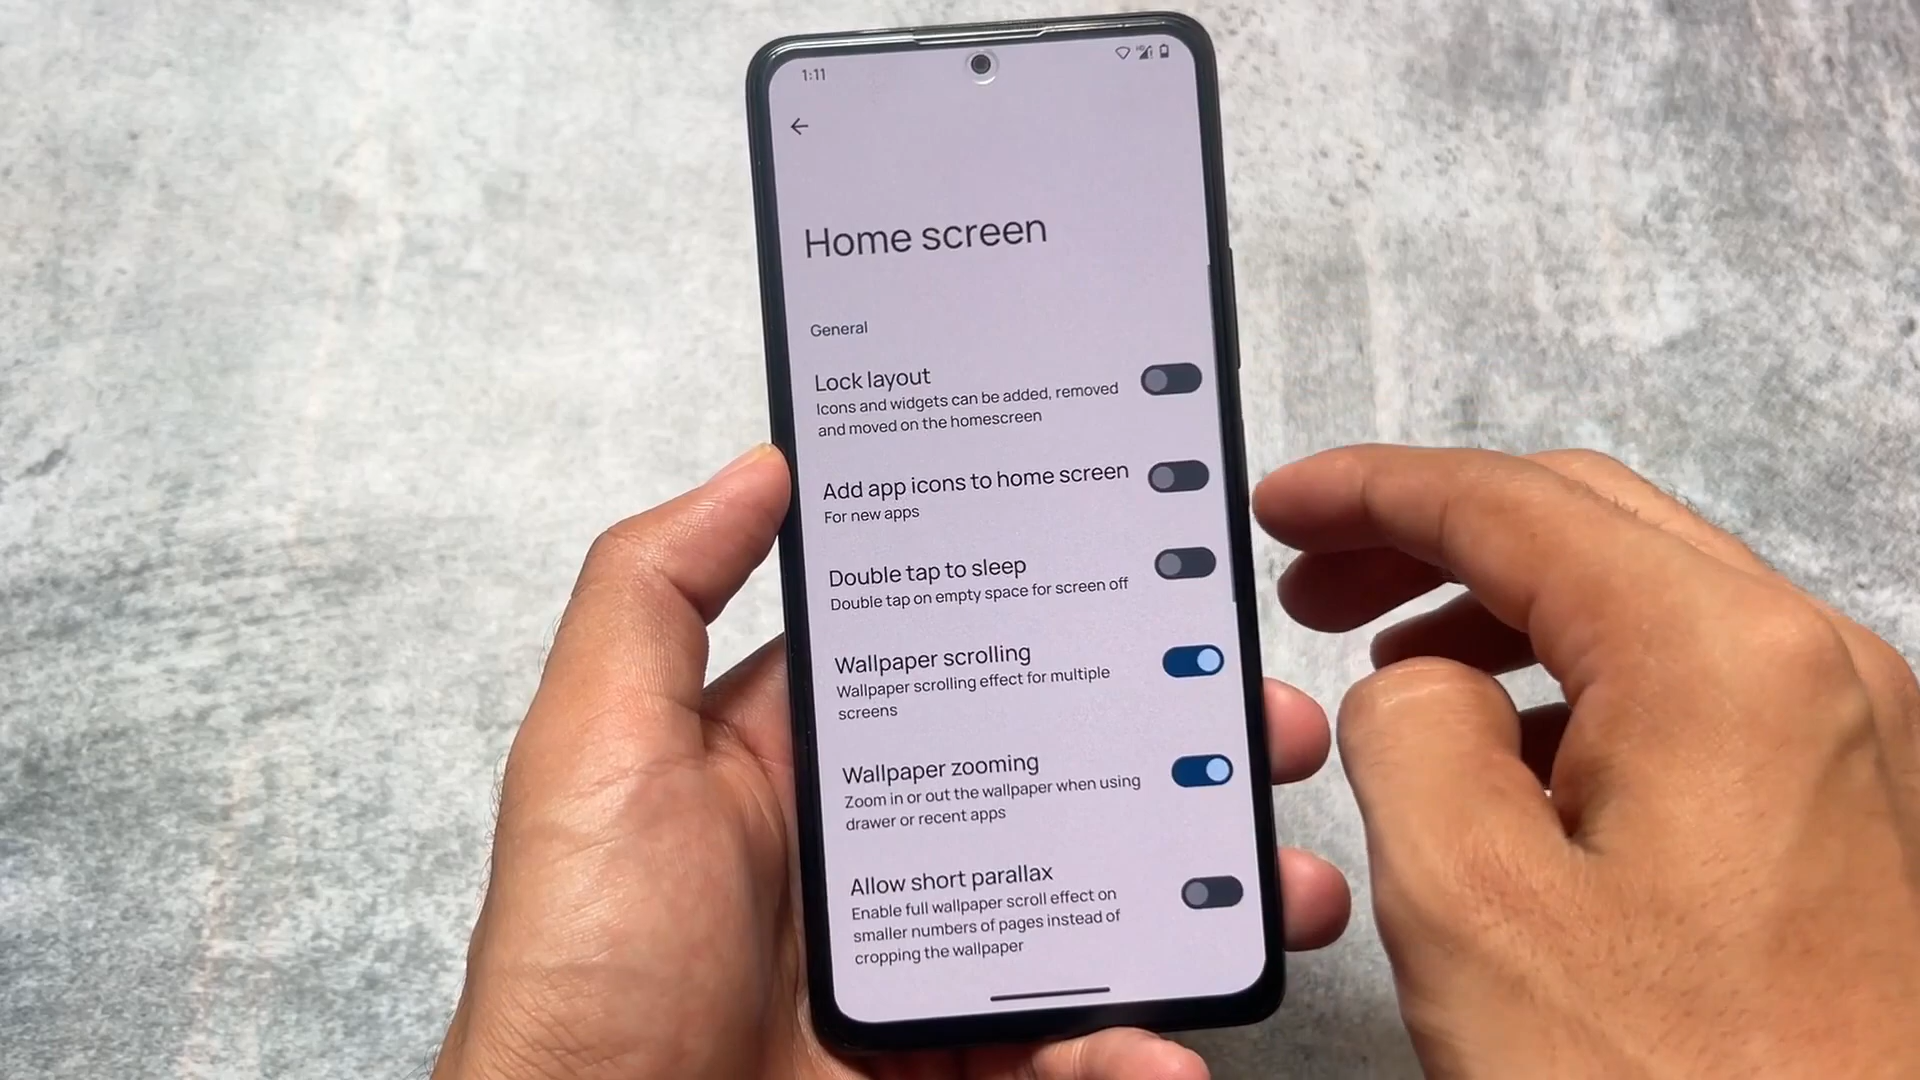 1:11
Home screen
General
Lock layout
Icons and widgets can be added, removed
and moved on the homescreen
Add app icons to home screen
For new apps
Double tap to sleep
Double tap on empty space for screen off
Wallpaper scrolling
Wallpaper scrolling effect for multiple
screens
Wallpaper zooming
Zoom in or out the wallpaper when using
drawer or recent apps
Allow short parallax
Enable full wallpaper scroll effect on
smaller numbers of pages instead of
cropping the wallpaper